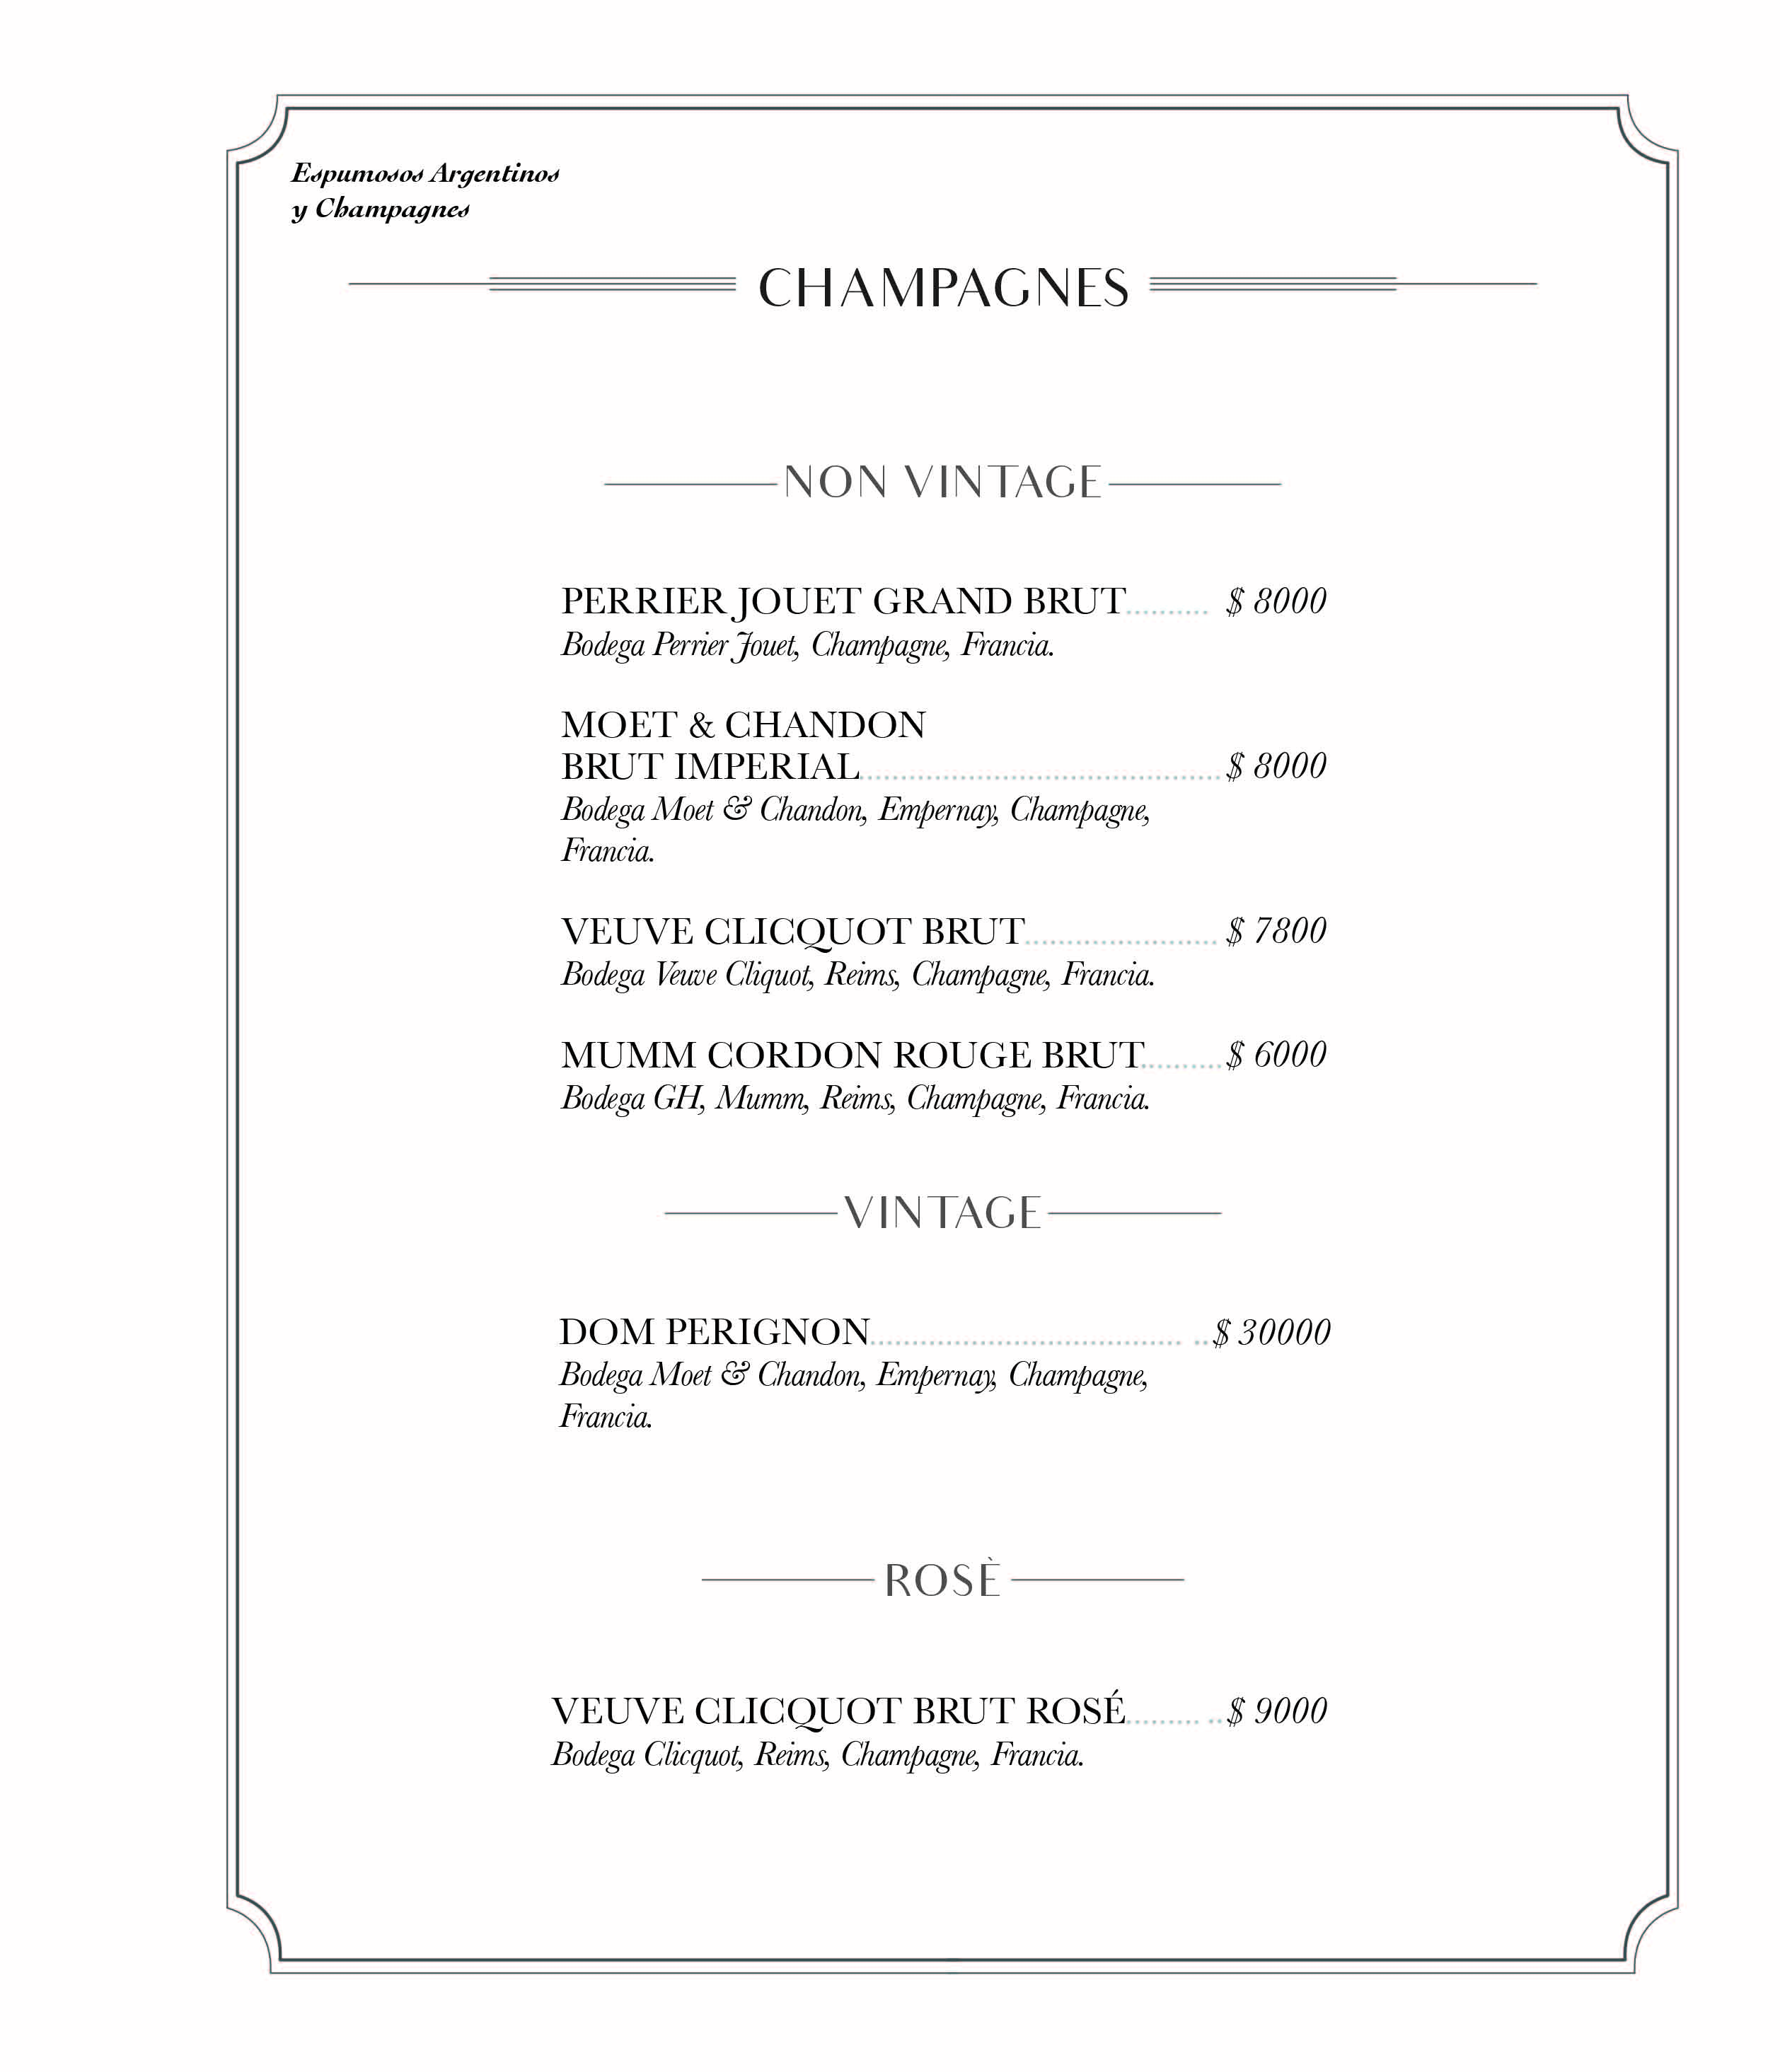 Espumosos Argentinos
y Champagnes
CHAMPAGNES
NON VINTAGE
PERRIER JOUET GRAND BRUT.......... $ 8000
Bodega Perrier Jouet, Champagne, Francia.
MOET & CHANDON
BRUT IMPERIAL...........................................$ 8000
Bodega Moet & Chandon, Empernay, Champagne,
Francia.
VEUVE CLICQUOT BRUT.......................$ 7800
Bodega Veuve Cliquot, Reims, Champagne, Francia.
MUMM CORDON ROUGE BRUT..........$ 6000
Bodega GH, Mumm, Reims, Champagne, Francia.
VINTAGE
DOM PERIGNON..................................... ..$ 30000
Bodega Moet & Chandon, Empernay, Champagne,
Francia.
ROSÈ
VEUVE CLICQUOT BRUT ROSÉ......... ..$ 9000
Bodega Clicquot, Reims, Champagne, Francia.